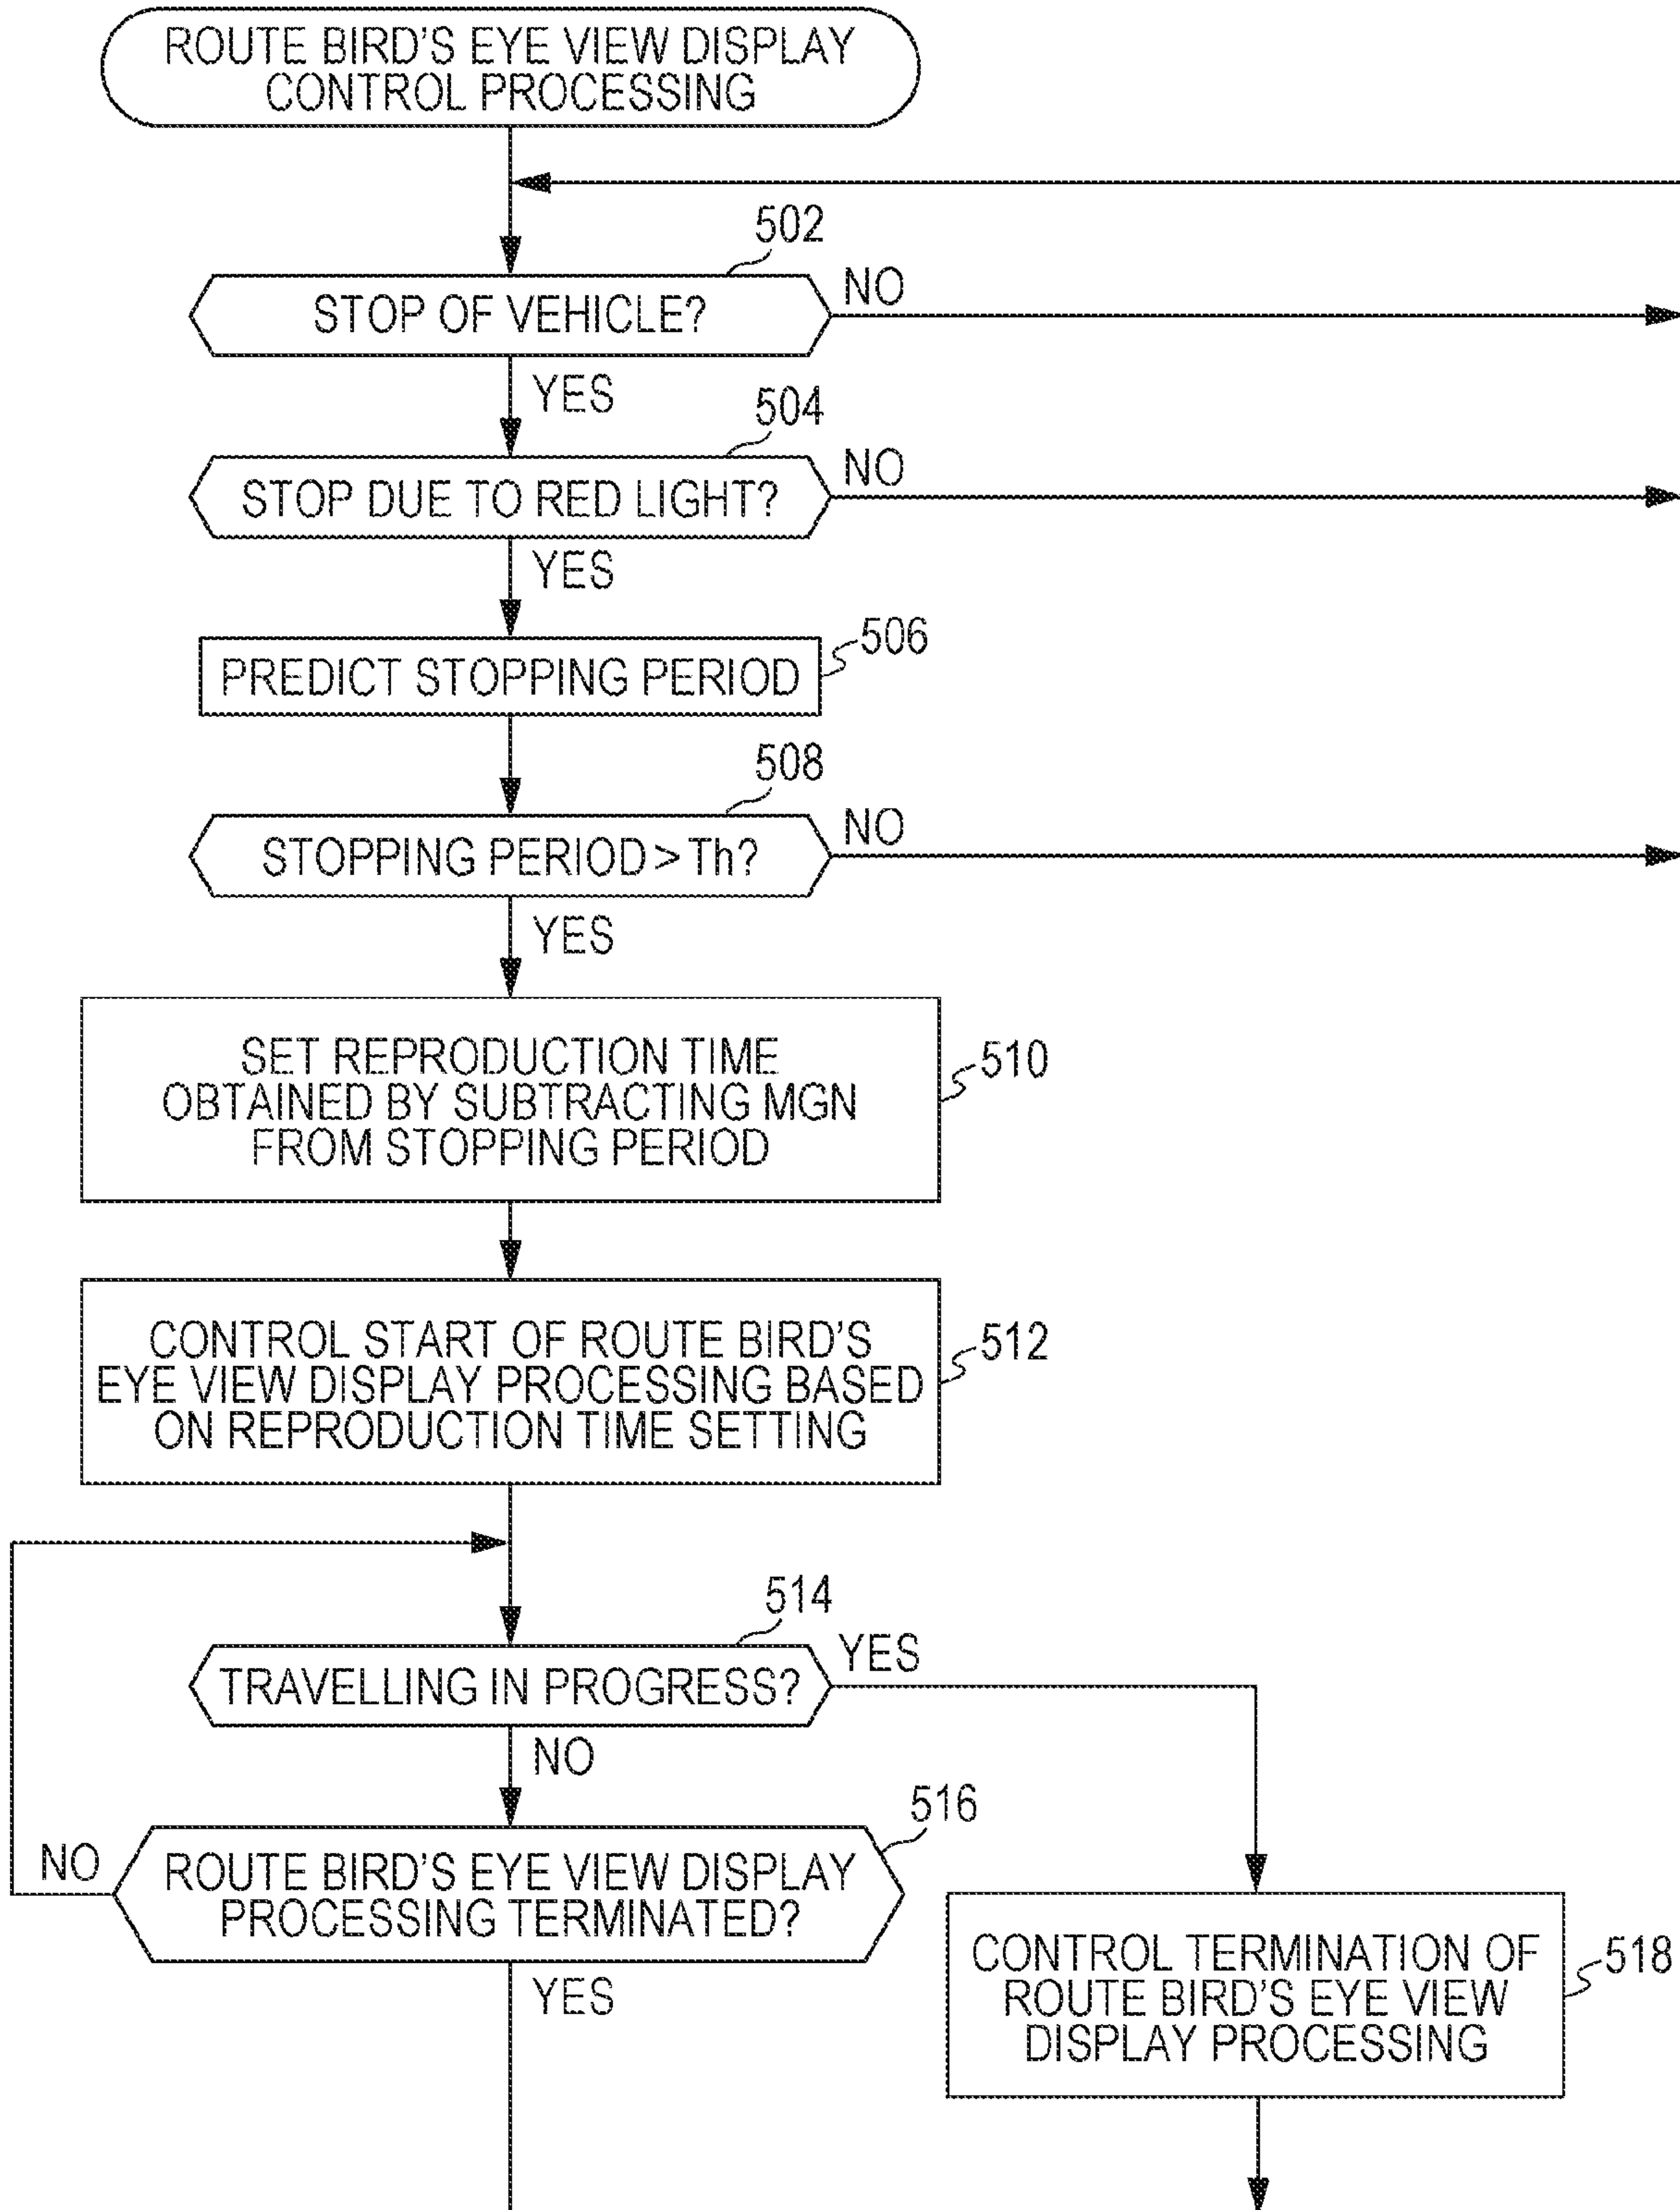 ROUTE BIRD'S EYE VIEW DISPLAY
CONTROL PROCESSING
502
STOP OF VEHICLE?
NO
YES
504
STOP DUE TO RED LIGHT?
NO
YES
506
PREDICT STOPPING PERIOD
508
STOPPING PERIOD > Th?
NO
YES
SET REPRODUCTION TIME
OBTAINED BY SUBTRACTING MGN
FROM STOPPING PERIOD
510
CONTROL START OF ROUTE BIRD'S
EYE VIEW DISPLAY PROCESSING BASED
ON REPRODUCTION TIME SETTING
512
514
TRAVELLING IN PROGRESS?
YES
NO
516
ROUTE BIRD'S EYE VIEW DISPLAY
PROCESSING TERMINATED?
NO
YES
CONTROL TERMINATION OF
ROUTE BIRD'S EYE VIEW
DISPLAY PROCESSING
518